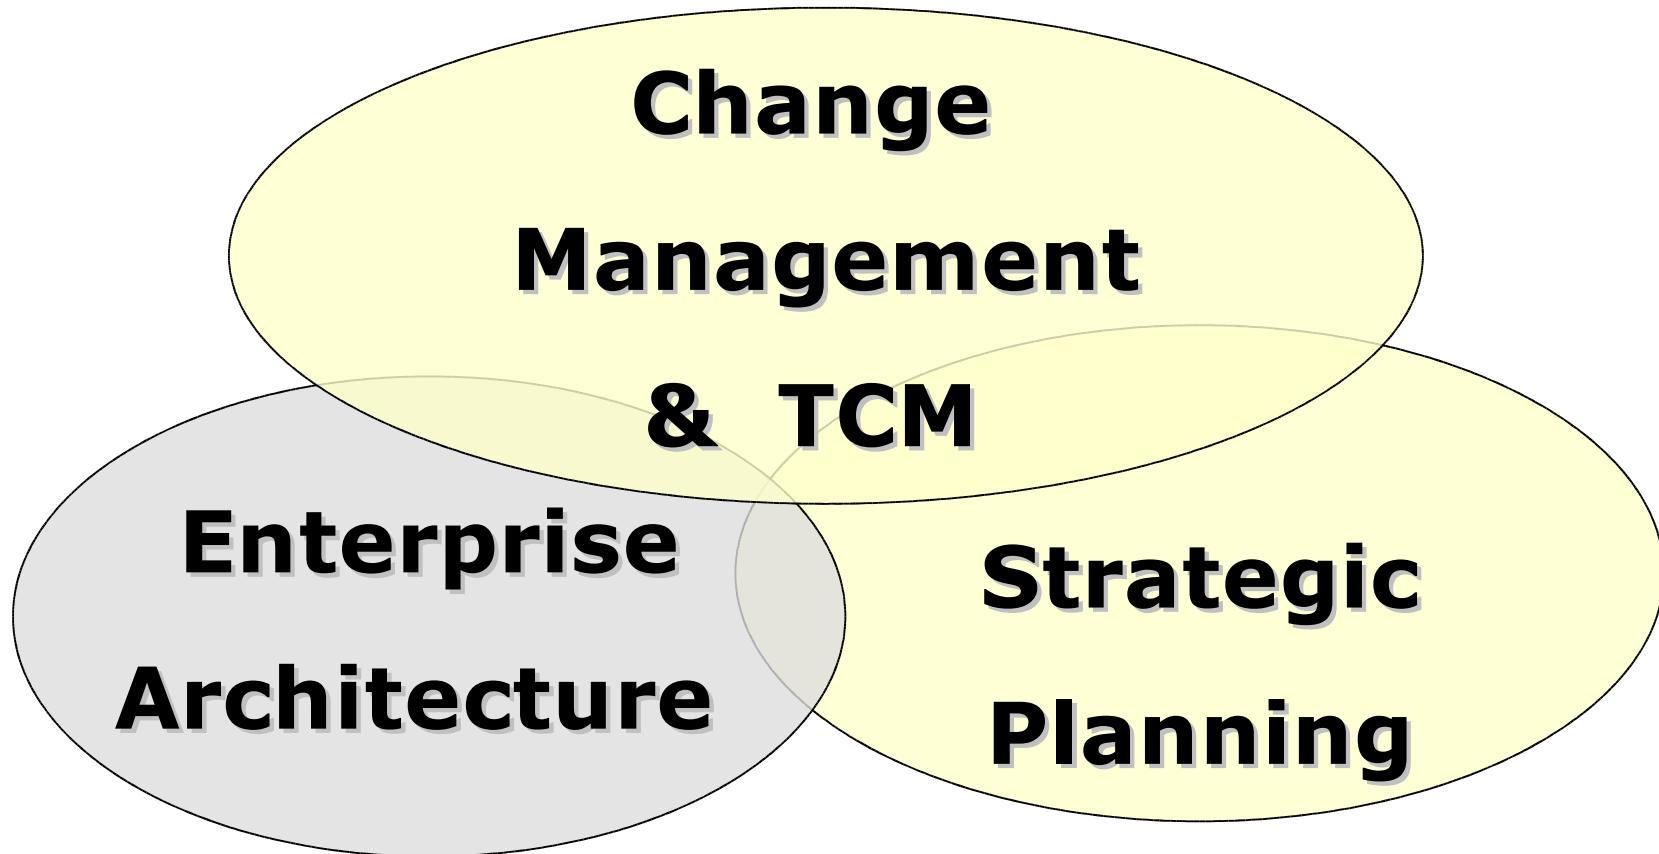 Change
Management
& TCM
Enterprise
Architecture
Strategic
Planning